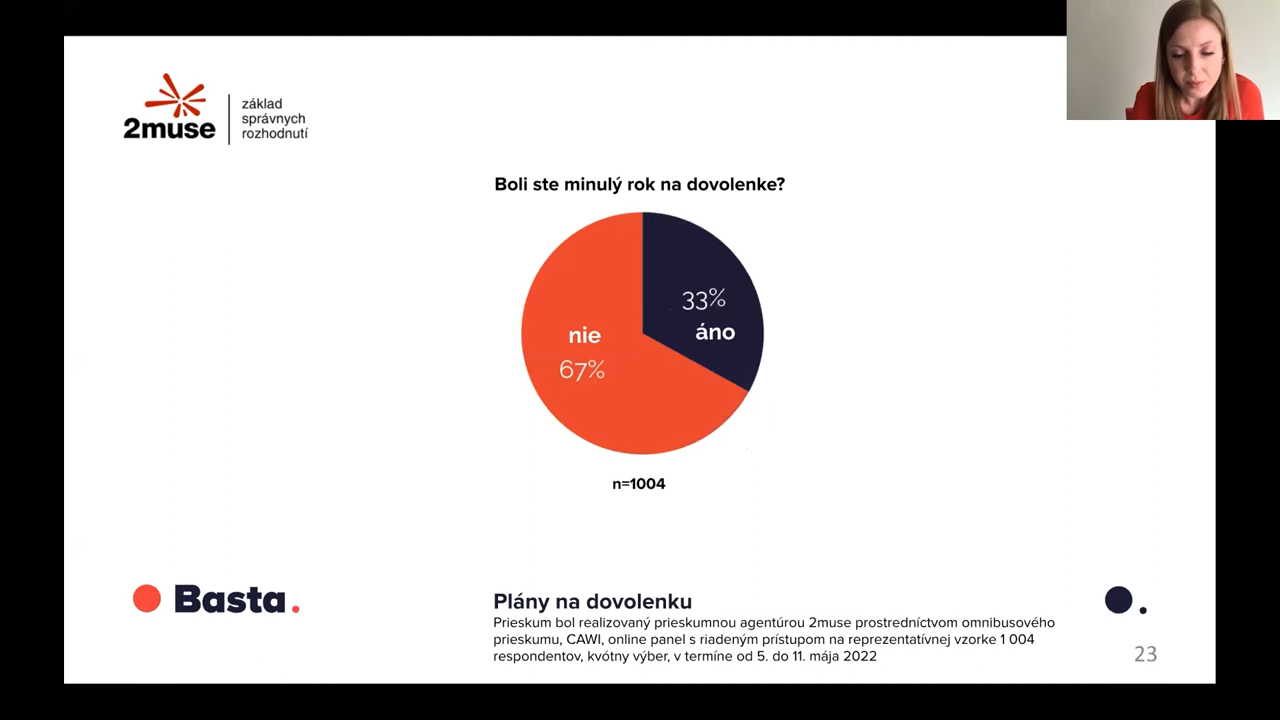 2muse
základ
správnych
rozhodnutí
Boli ste minulý rok na dovolenke?
33%
áno
nie
67%
n=1004
Basta.
Plány na dovolenku
Prieskum bol realizovaný prieskumnou agentúrou 2muse prostredníctvom omnibusového
prieskumu, CAWI, online panel s riadeným prístupom na reprezentatívnej vzorke 1 004
respondentov, kvótny výber, v termíne od 5. do 11. mája 2022
23